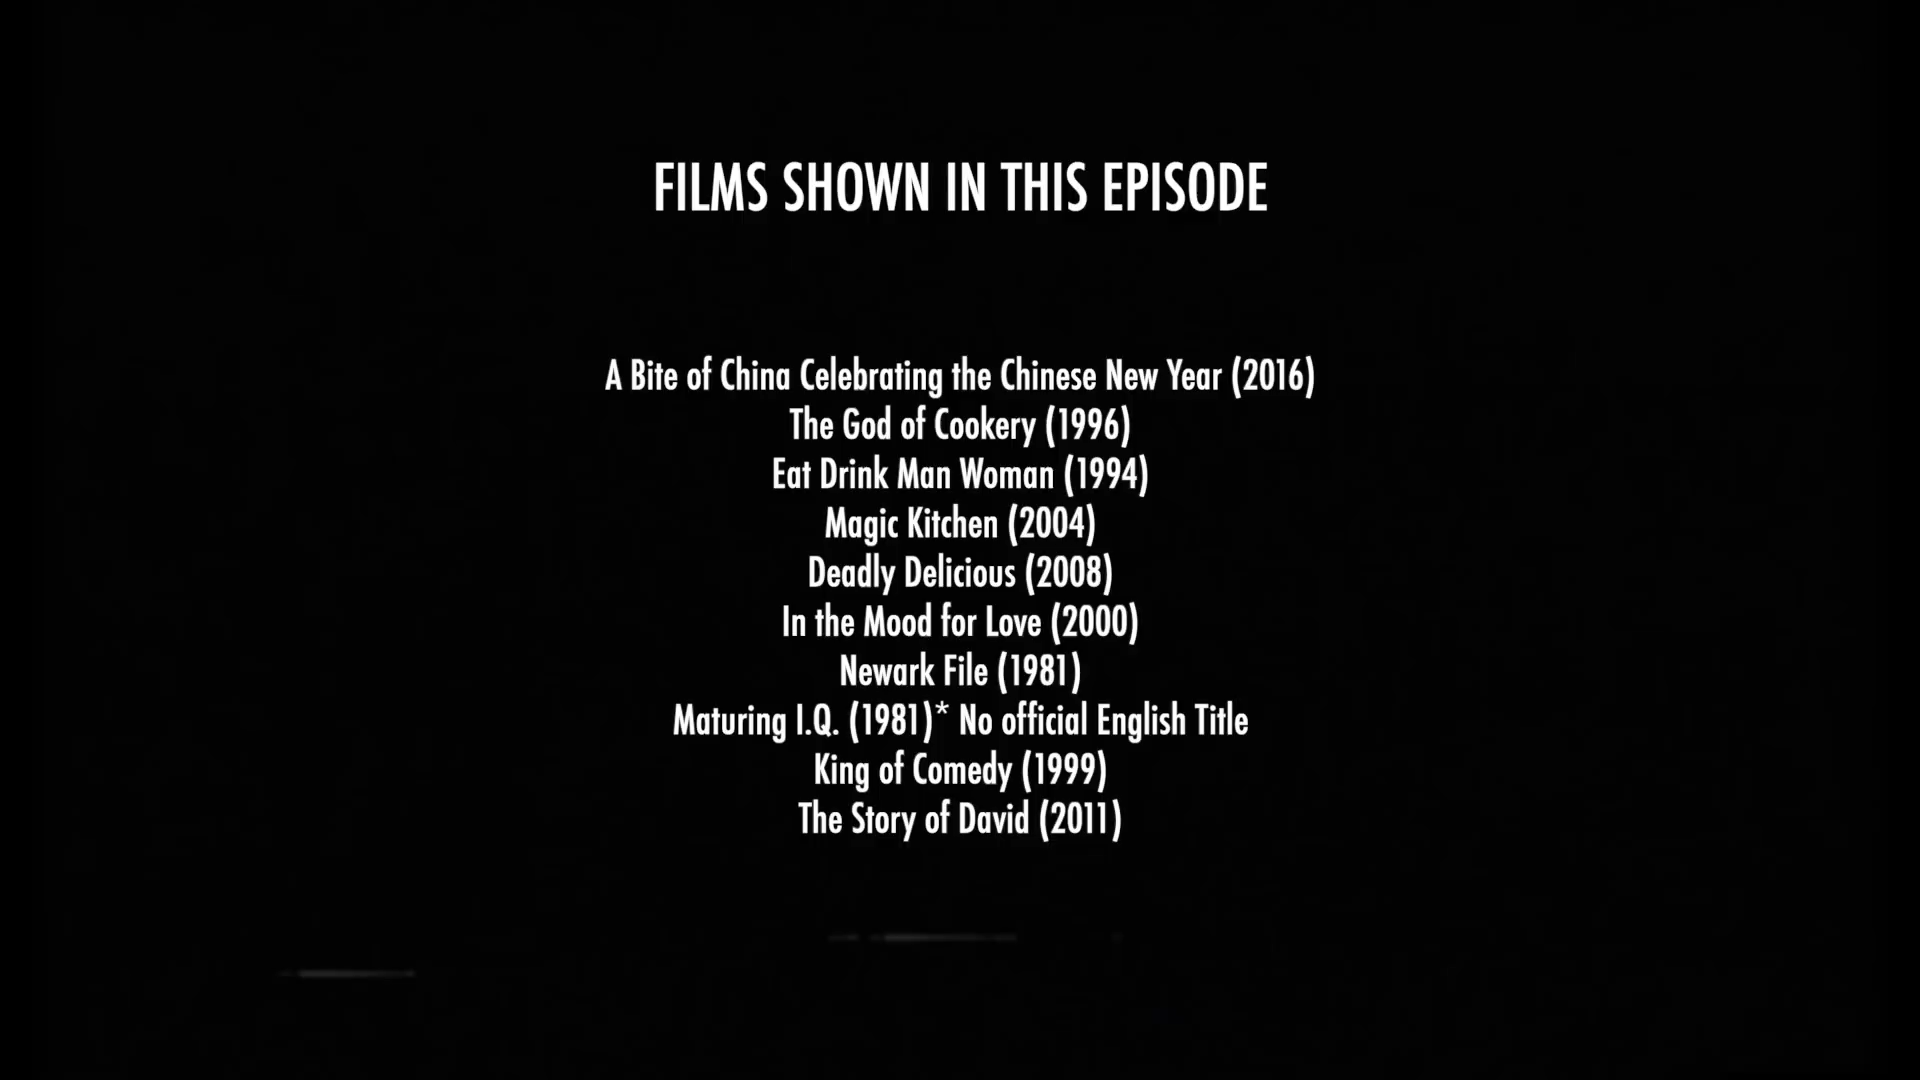 FILMS SHOWN IN THIS EPISODE
A Bite of China Celebrating the Chinese New Year (2016)
The God of Cookery (1996)
Eat Drink Man Woman (1994)
Magic Kitchen (2004)
Deadly Delicious (2008)
In the Mood for Love (2000)
Newark File (1981)
Maturing I.Q. (1981)* No official English Title
King of Comedy (1999)
The Story of David (2011)